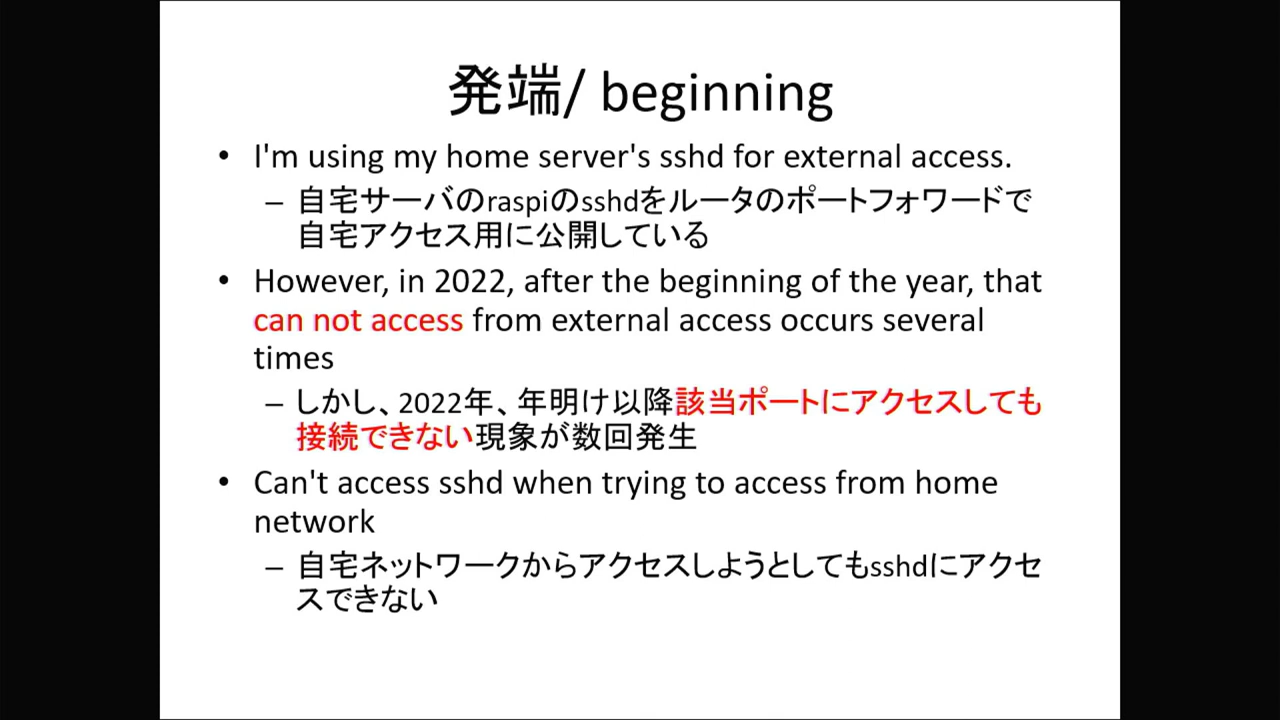 発端/ beginning
• I'm using my home server's sshd for external access.
– 自宅サーバのraspiのsshdをルータのポートフォワードで
自宅アクセス用に公開している
• However, in 2022, after the beginning of the year, that
can not access from external access occurs several
times
– しかし、2022年、年明け以降該当ポートにアクセスしても
接続できない現象が数回発生
• Can't access sshd when trying to access from home
network
– 自宅ネットワークからアクセスしようとしてもsshdにアクセ
スできない